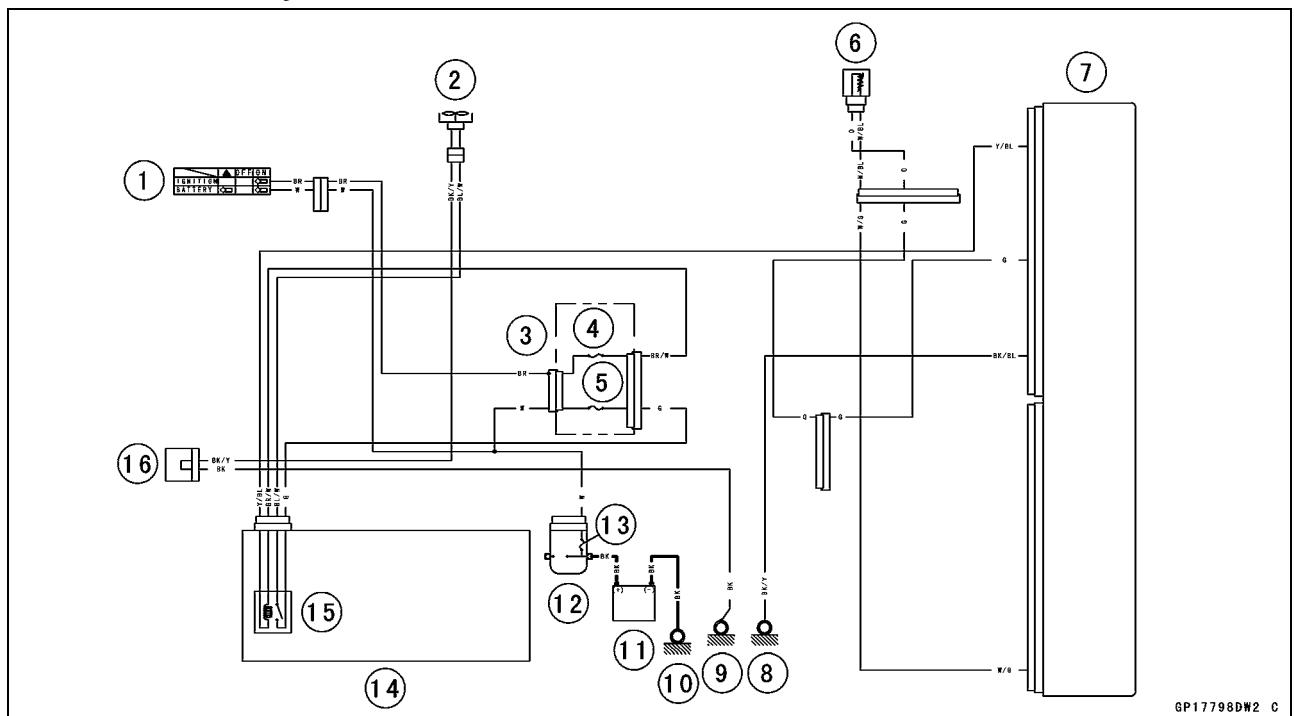 6
2
7
O
W/BL
Y/BL
1
OFF ON
IGNITION
BATTERY
BR
W
BR
W
BK/Y
BL/W
W/BL
O
W/G
G
G
3
4
BR/W
BR
5
W
G
BK/BL
O
G
16
BK/Y
BK
Y/BL
BR/W
BL/W
G
W
13
BK
12
BK
BK
(+)
(-)
11
BK
10
BK
9
BK/Y
8
15
14
W/G
GP17798DW2 C